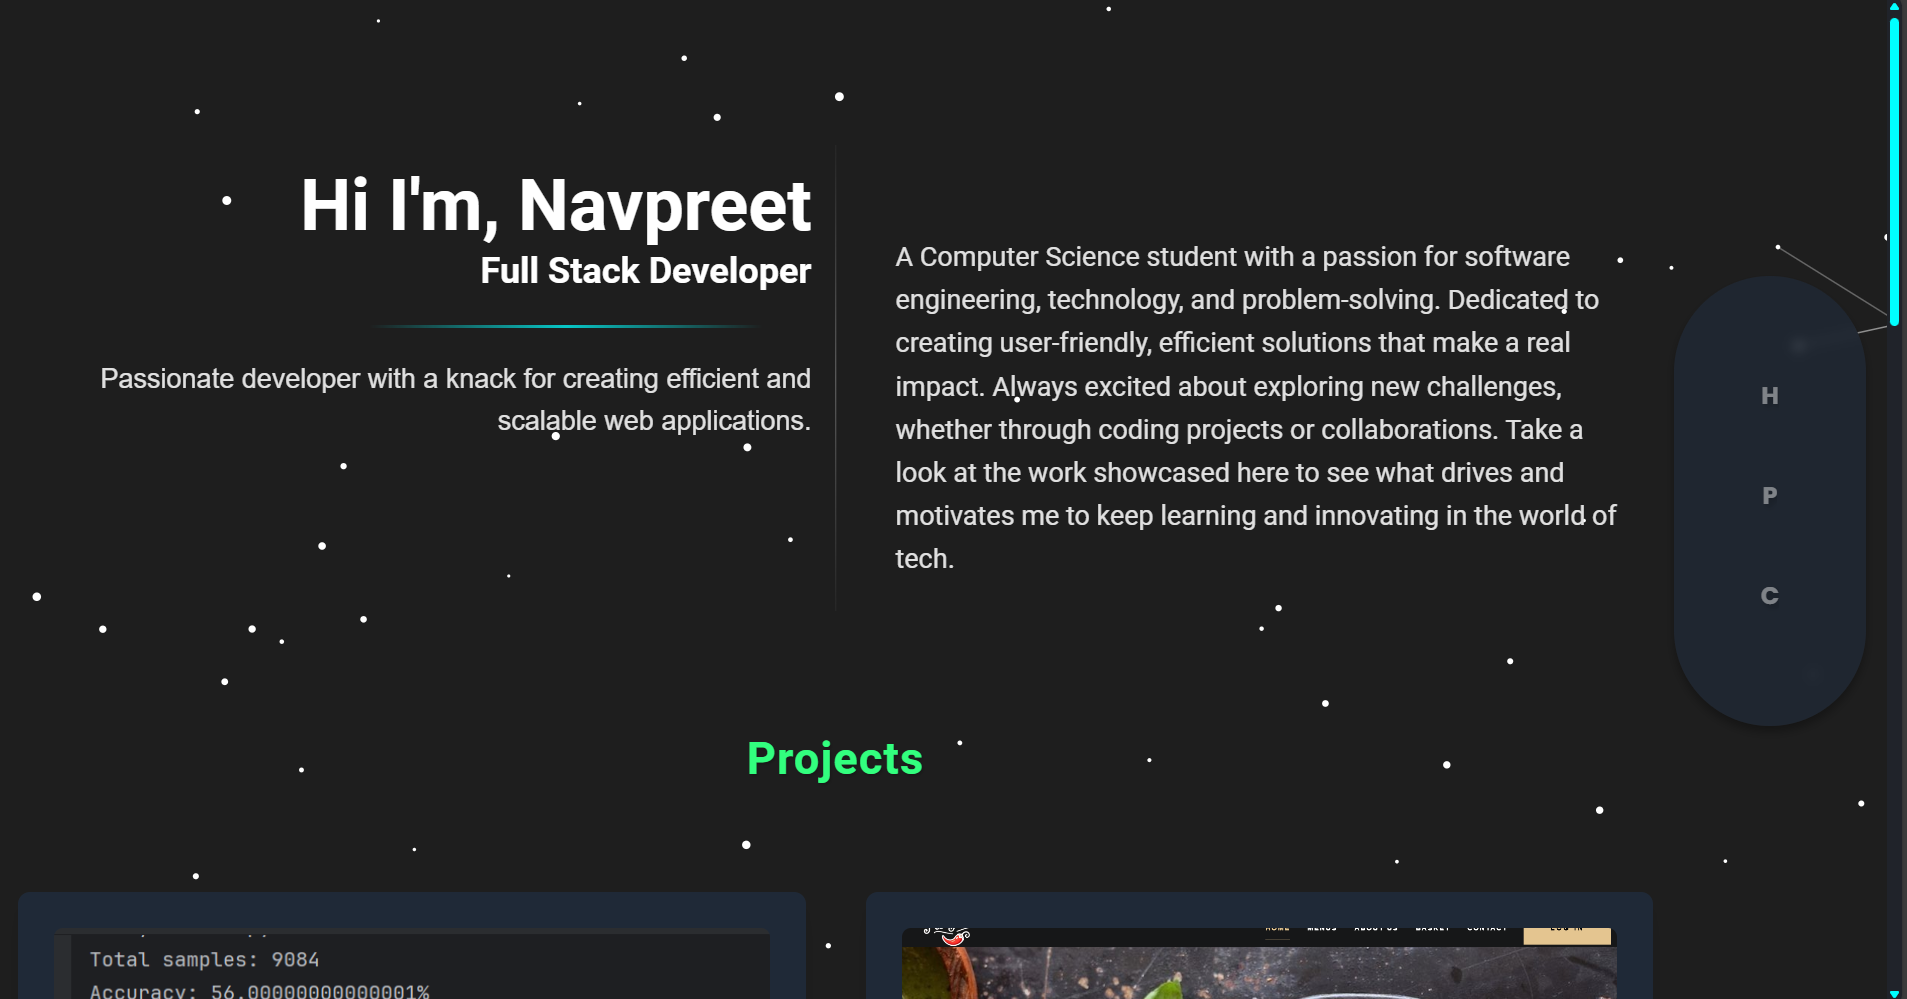 Hi I'm, Navpreet
Full Stack Developer
Passionate developer with a knack for creating efficient and
scalable web applications.
A Computer Science student with a passion for software
engineering, technology, and problem-solving. Dedicated to
creating user-friendly, efficient solutions that make a real
impact. Always excited about exploring new challenges,
whether through coding projects or collaborations. Take a
look at the work showcased here to see what drives and
motivates me to keep learning and innovating in the world of
tech.
H
P
C
Projects
Total samples: 9084
Accuracy: 56.00000000000001%
HOME MENUS ABOUT US BASKET CONTACT LOG IN